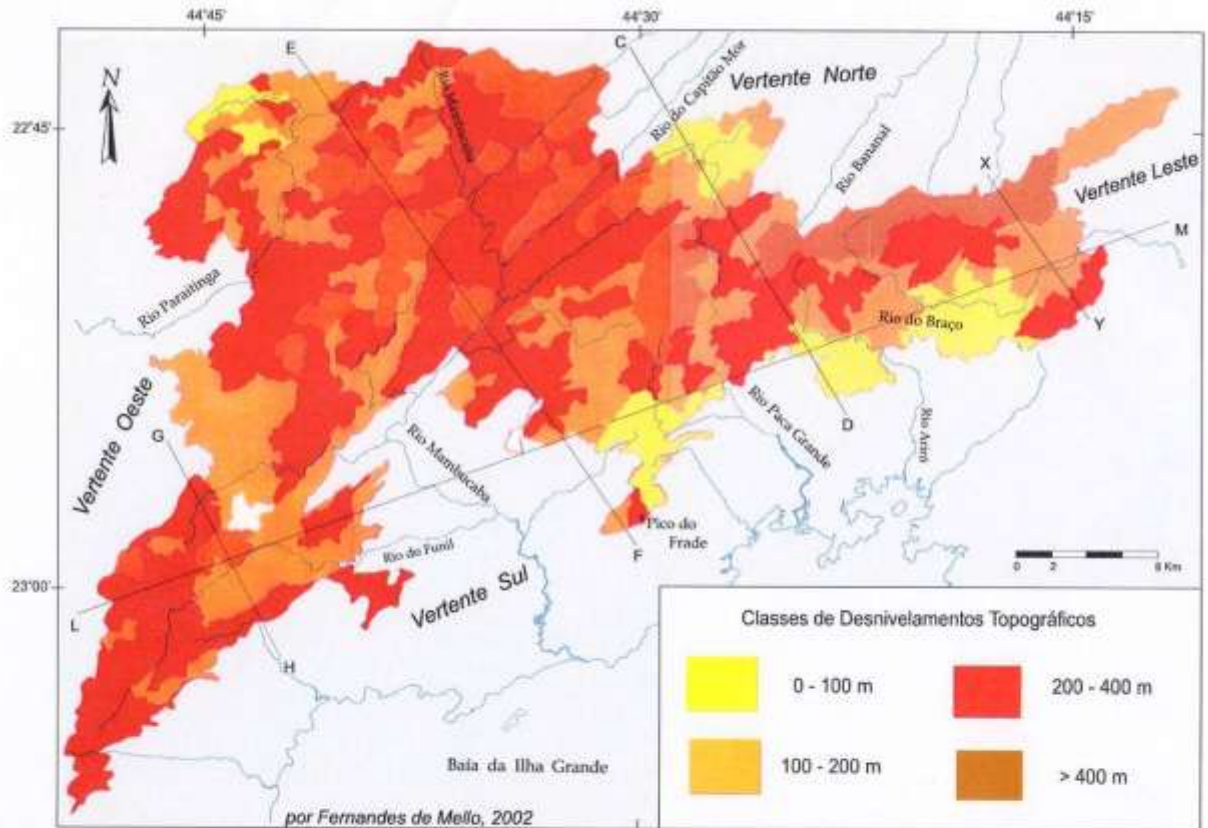 44°45' 44°30' 44°15'
E
C
N
Vertente Norte
Rio do Capitão Mor
22°45'
Rio Mambucaba
Rio Bananal
X
Vertente Leste
M
Rio Paraitinga
Rio do Braço
Y
Vertente Oeste
G
Rio Mambucaba
Rio Paca Grande
D
Rio Ariró
Pico do
Frade
Rio do Funil
F
0 2 6 Km
23°00'
Vertente Sul
L
H
Classes de Desnivelamentos Topográficos
0 - 100 m
200 - 400 m
100 - 200 m
> 400 m
Baía da Ilha Grande
por Fernandes de Mello, 2002